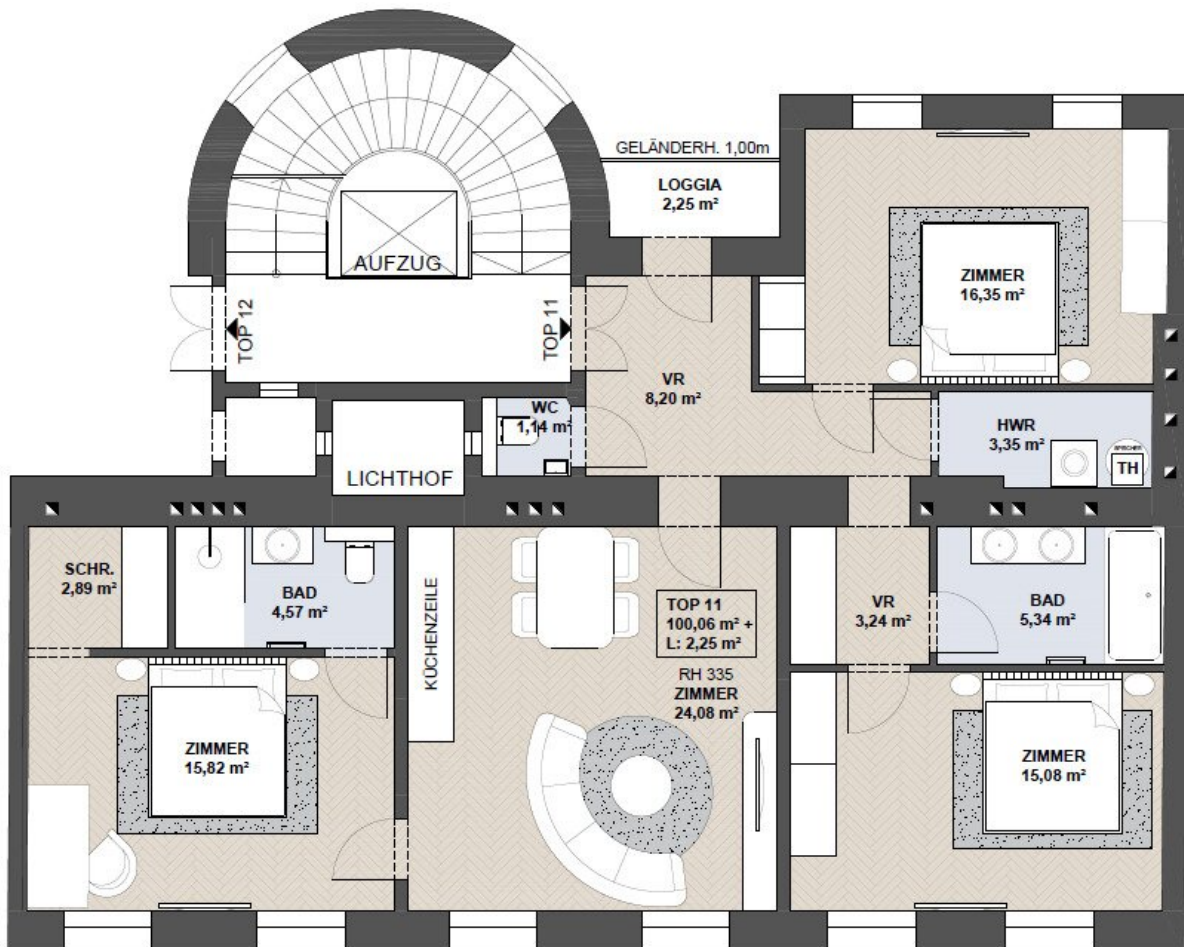 GELÄNDERH. 1,00m
LOGGIA
2,25 m²
AUFZUG
TOP 12
TOP 11
ZIMMER
16,35 m²
VR
8,20 m²
WC
1,14 m²
LICHTHOF
HWR
3,35 m²
SPEICHER
TH
SCHR.
2,89 m²
BAD
4,57 m²
KÜCHENZEILE
TOP 11
100,06 m² +
L: 2,25 m²
RH 335
ZIMMER
24,08 m²
VR
3,24 m²
BAD
5,34 m²
ZIMMER
15,82 m²
ZIMMER
15,08 m²